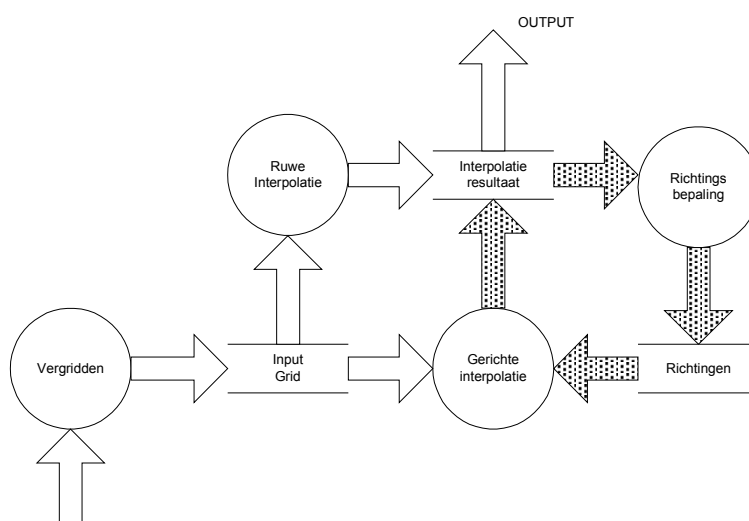 OUTPUT
Ruwe
Interpolatie
Interpolatie
resultaat
Richtings
bepaling
Vergridden
Input
Grid
Gerichte
interpolatie
Richtingen